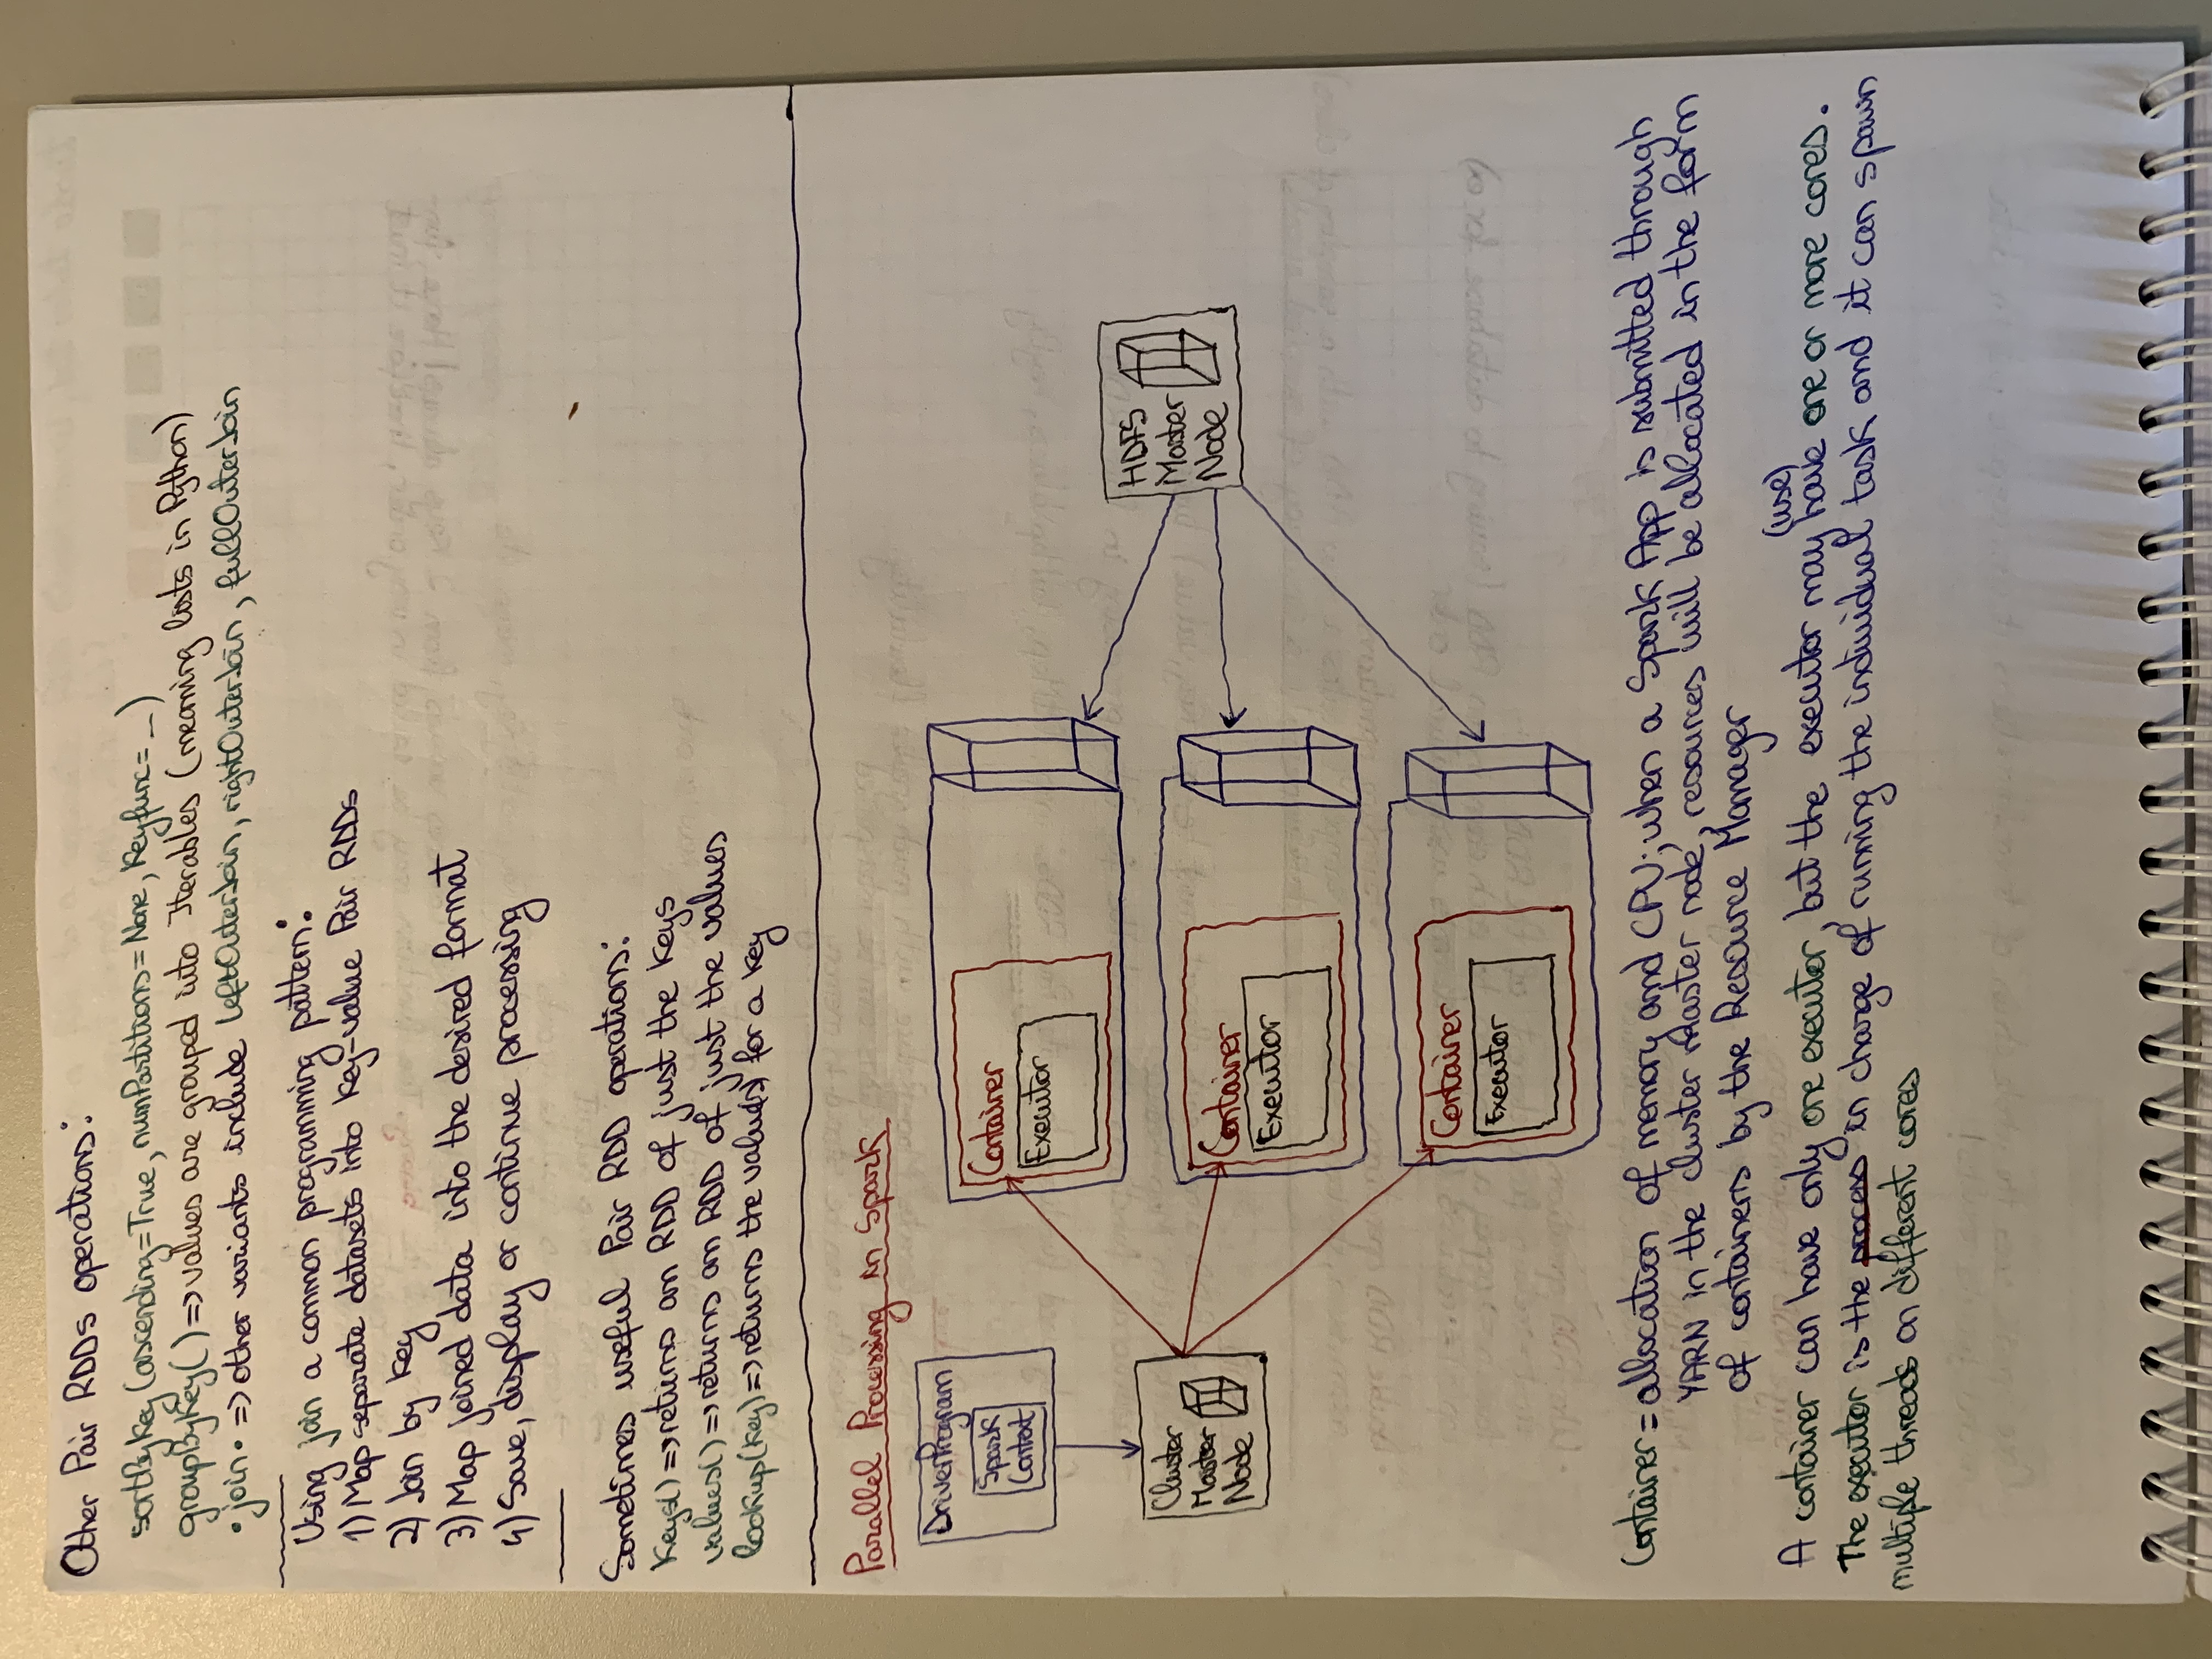 Other Pair RDDs operations:
sortByKey (ascending=True, numPartitions=None, Keyfunc=_)
groupByKey() => values are grouped into Iterables (meaning lists in Python)
• join • => other variants include leftOuterJoin, rightOuterJoin, fullOuterJoin
Using join a common programming pattern:
1) Map separate datasets into Key-value Pair RDDs
2) Join by Key
3) Map joined data into the desired format
4) Save, display or continue processing
Sometimes useful Pair RDD operations:
Keys() => returns an RDD of just the Keys
values() => returns an RDD of just the values
lookup(Key) => returns the value(s) for a Key
Parallel Processing in Spark
DriverProgram
Spark
Context
Container
Executor
HDFS
Master
Node
Cluster
Master
Node
Container
Executor
Container
Executor
Container = allocation of memory and CPU; when a Spark App is submitted through
YARN in the cluster master node, resources will be allocated in the form
of containers by the Resource Manager
(use)
A container can have only one executor, but the executor may have one or more cores.
The executor is the process in charge of running the individual task and it can spawn
multiple threads on different cores